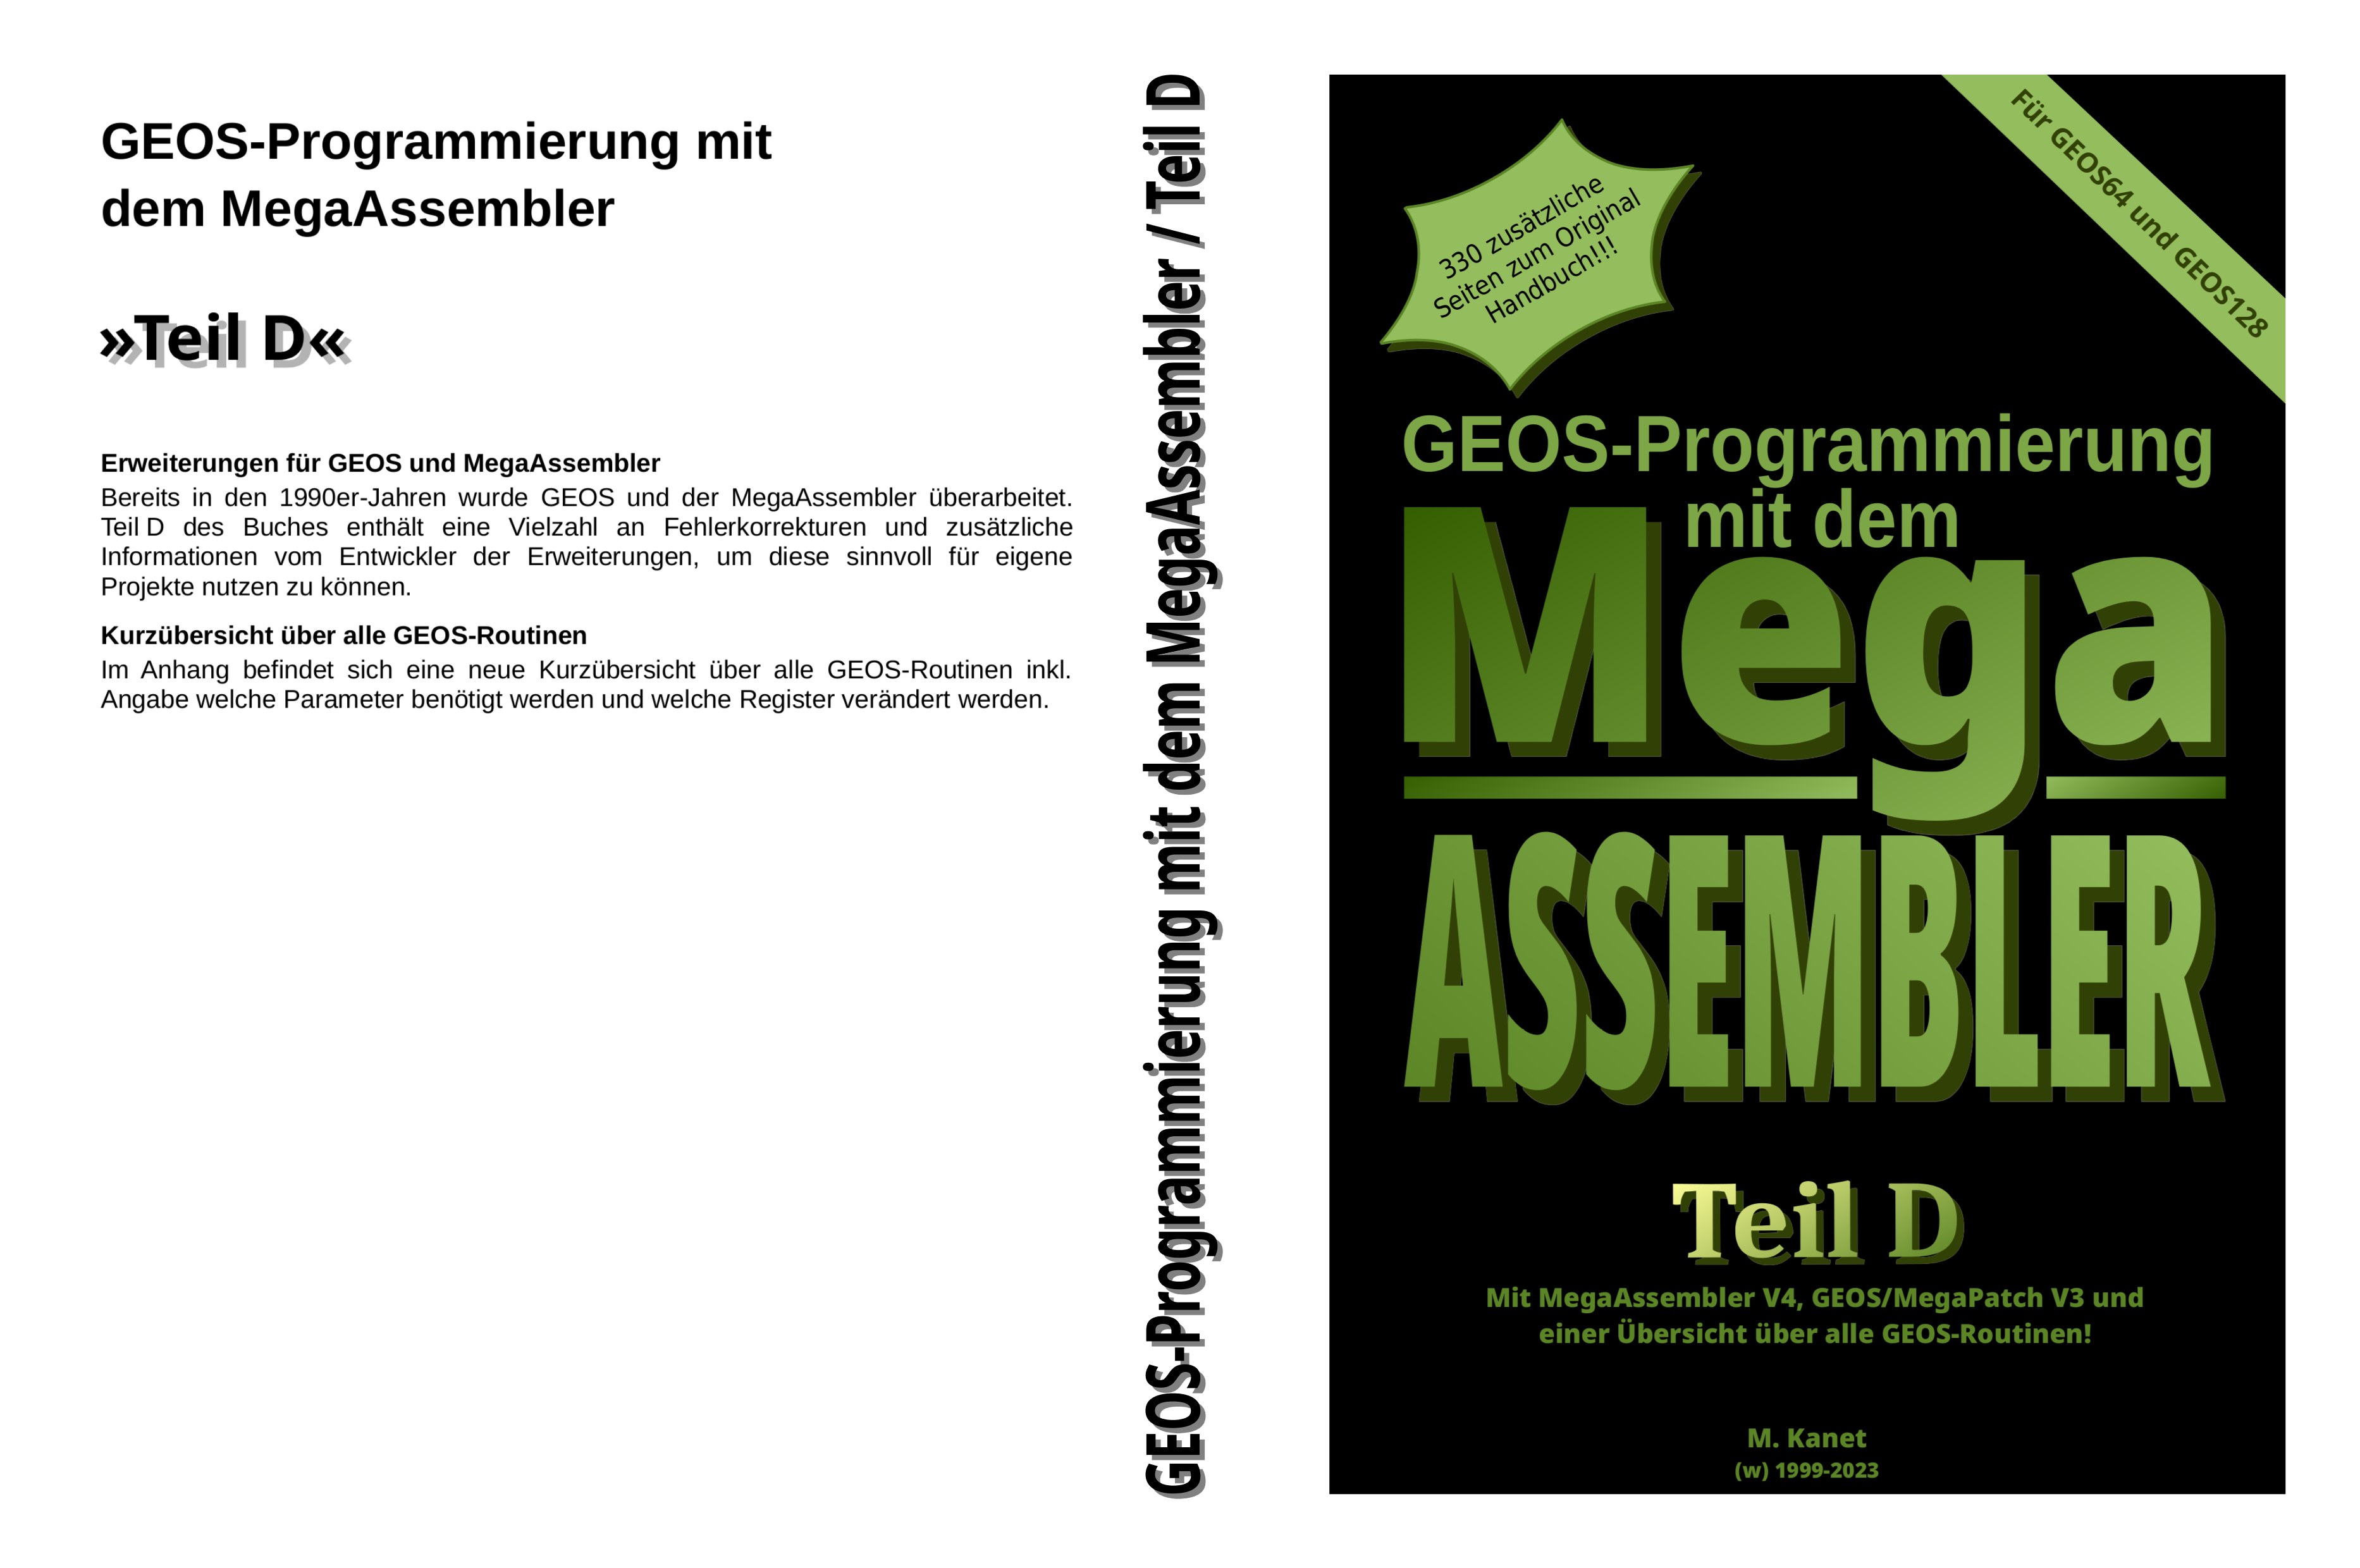 GEOS-Programmierung mit
dem MegaAssembler
»Teil D«
Erweiterungen für GEOS und MegaAssembler
Bereits in den 1990er-Jahren wurde GEOS und der MegaAssembler überarbeitet.
Teil D des Buches enthält eine Vielzahl an Fehlerkorrekturen und zusätzliche
Informationen vom Entwickler der Erweiterungen, um diese sinnvoll für eigene
Projekte nutzen zu können.
Kurzübersicht über alle GEOS-Routinen
Im Anhang befindet sich eine neue Kurzübersicht über alle GEOS-Routinen inkl.
Angabe welche Parameter benötigt werden und welche Register verändert werden.
GEOS-Programmierung mit dem MegaAssembler / Teil D
330 zusätzliche
Seiten zum Original
Handbuch!!!
Für GEOS64 und GEOS128
GEOS-Programmierung
mit dem
Mega
ASSEMBLER
Teil D
Mit MegaAssembler V4, GEOS/MegaPatch V3 und
einer Übersicht über alle GEOS-Routinen!
M. Kanet
(w) 1999-2023